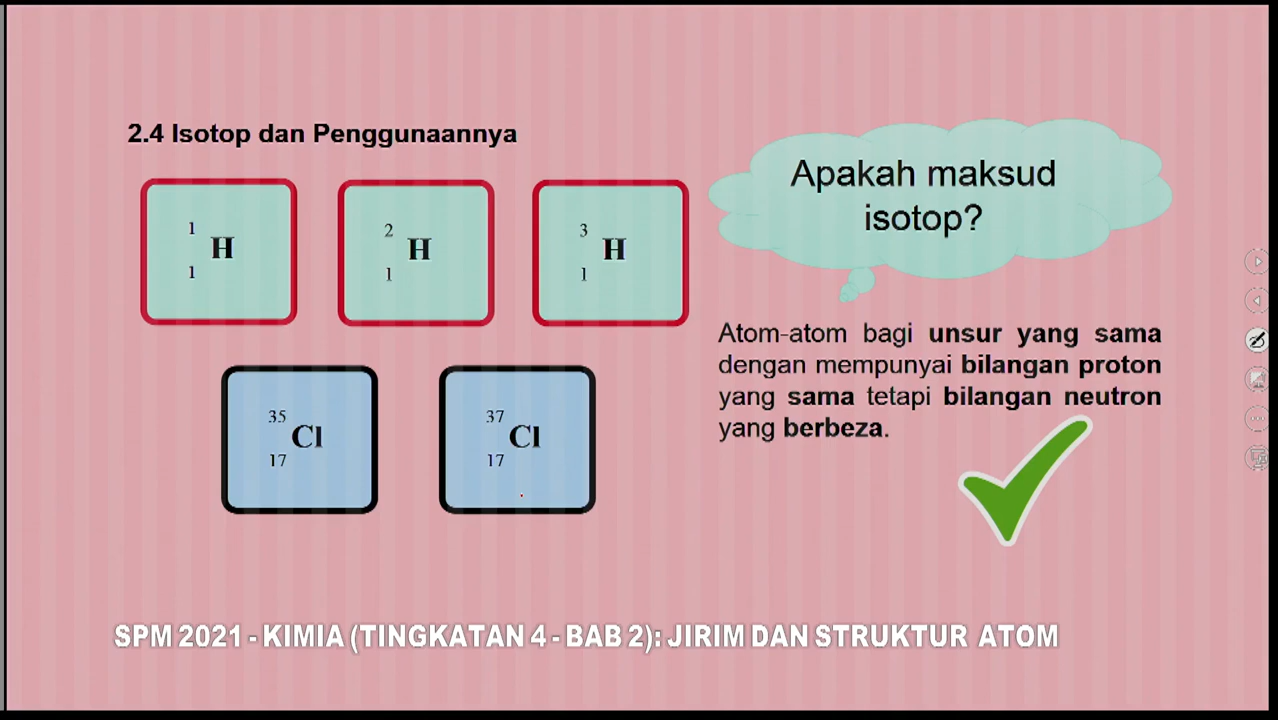 2.4 Isotop dan Penggunaannya
1
H
1
2
H
1
3
H
1
35
Cl
17
37
Cl
17
Apakah maksud
isotop?
Atom-atom bagi unsur yang sama
dengan mempunyai bilangan proton
yang sama tetapi bilangan neutron
yang berbeza.
SPM 2021 - KIMIA (TINGKATAN 4 - BAB 2): JIRIM DAN STRUKTUR ATOM